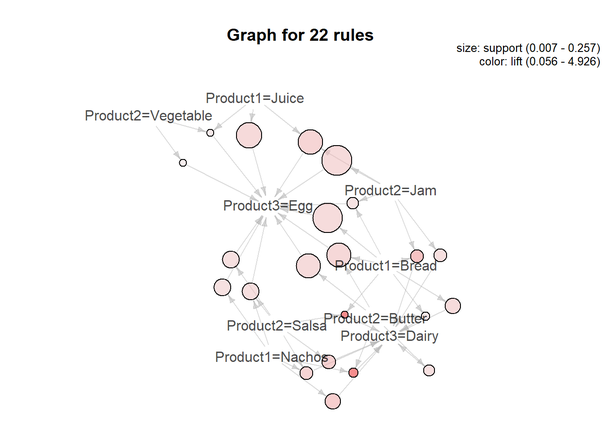 Graph for 22 rules
size: support (0.007 - 0.257)
color: lift (0.056 - 4.926)
Product1=Juice
Product2=Vegetable
Product2=Jam
Product3=Egg
Product1=Bread
Product2=Butter
Product2=Salsa
Product3=Dairy
Product1=Nachos